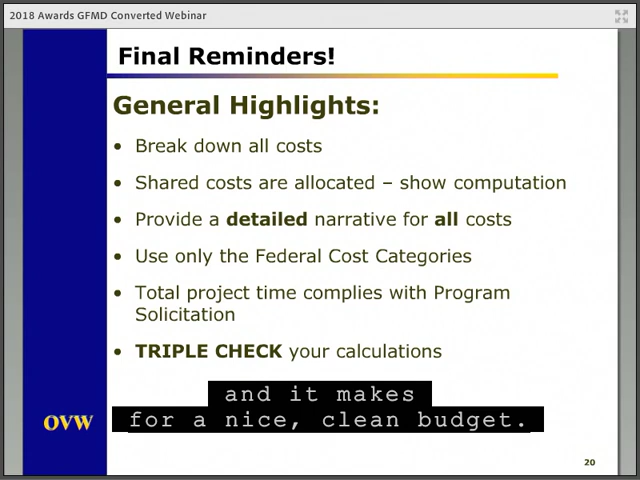 2018 Awards GFMD Converted Webinar
Final Reminders!
General Highlights:
• Break down all costs
• Shared costs are allocated – show computation
• Provide a detailed narrative for all costs
• Use only the Federal Cost Categories
• Total project time complies with Program
Solicitation
• TRIPLE CHECK your calculations
and it makes
for a nice, clean budget.
OVW
20